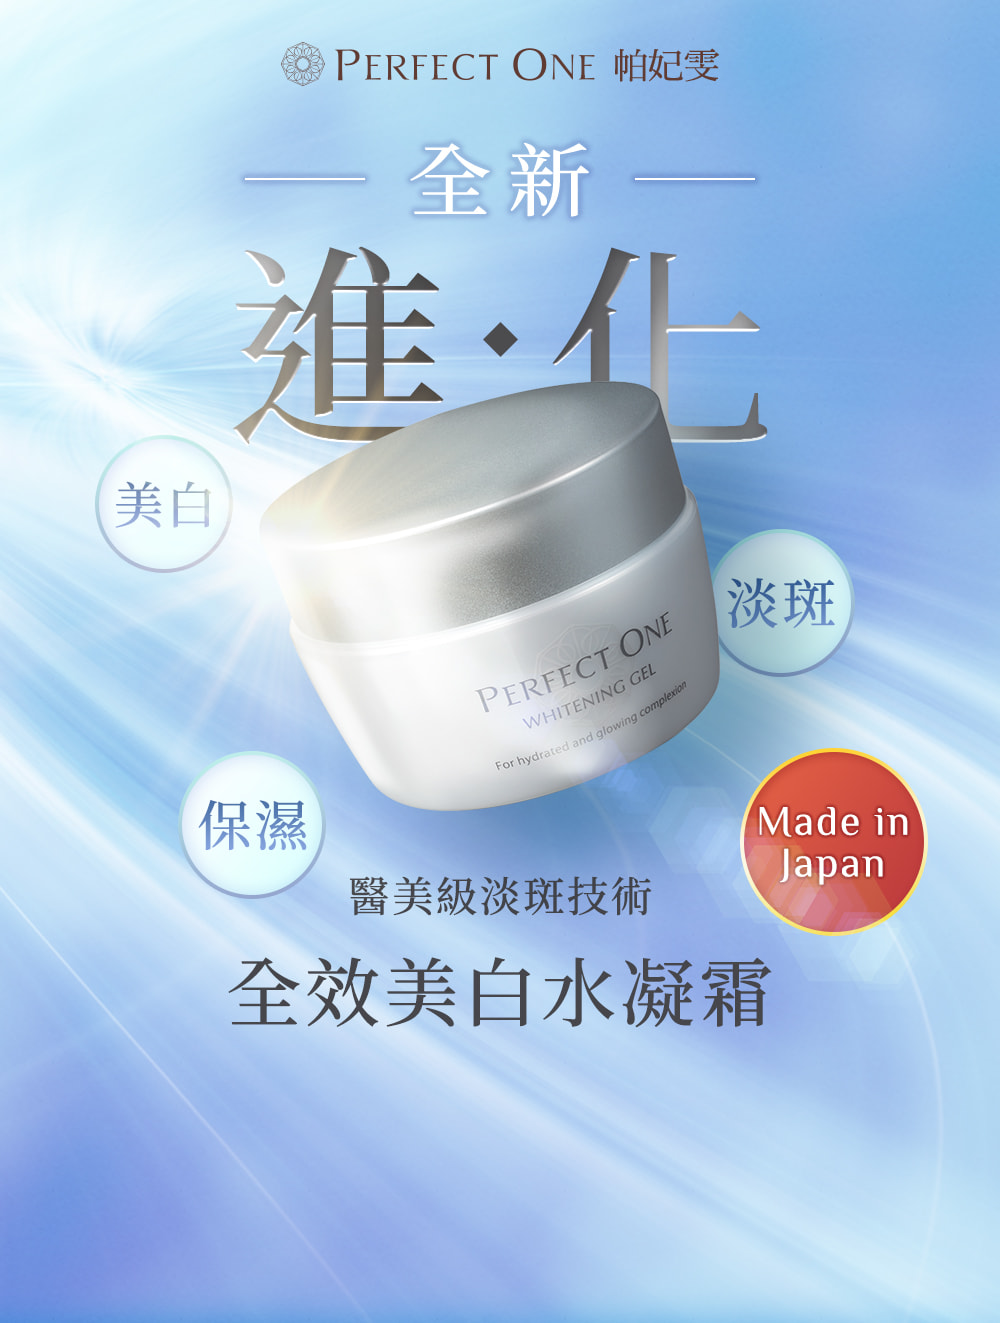 PERFECT ONE 帕妃雯
全新
進·化
美白
淡斑
PERFECT ONE
WHITENING GEL
For hydrated and glowing complexion
保濕
Made in
Japan
醫美級淡斑技術
全效美白水凝霜